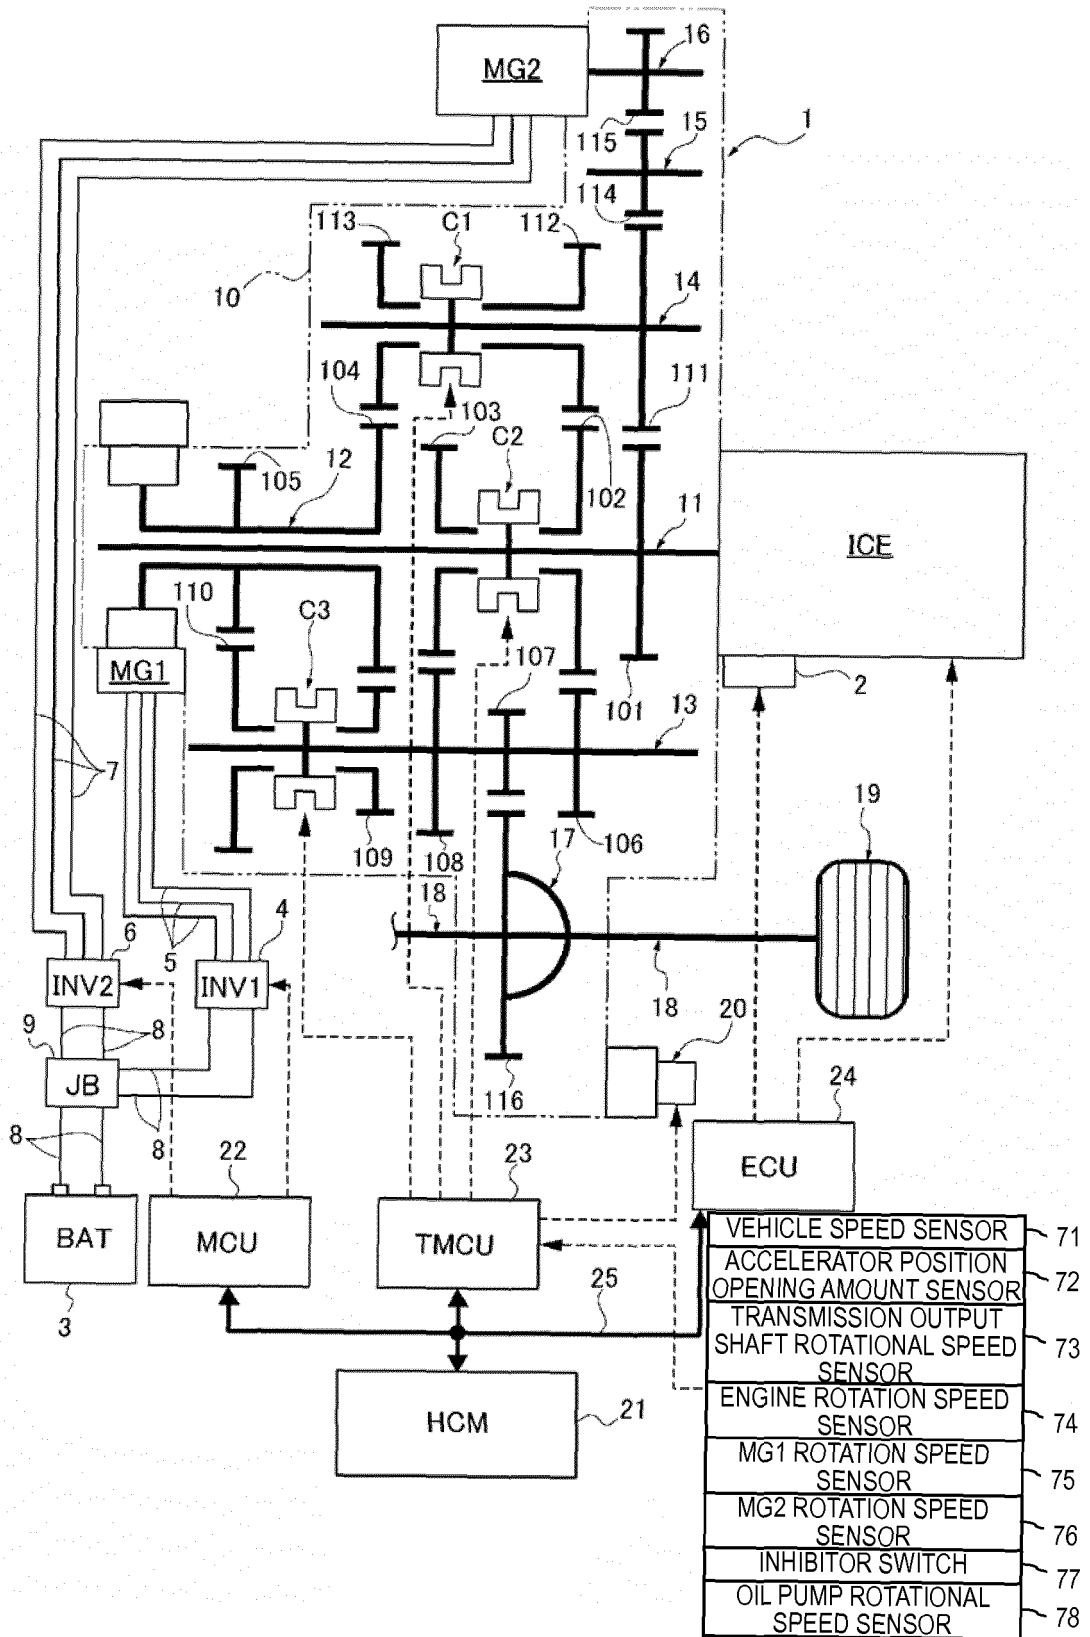 16
MG2
1
115
15
114
113
C1
112
10
14
104
111
103
C2
105
12
102
11
ICE
110
C3
107
MG1
2
101
13
7
19
109
108
106
17
18
6
4
5
INV2
INV1
18
20
9
8
JB
8
116
24
8
8
22
23
ECU
BAT
MCU
TMCU
VEHICLE SPEED SENSOR
71
ACCELERATOR POSITION
OPENING AMOUNT SENSOR
72
25
3
TRANSMISSION OUTPUT
SHAFT ROTATIONAL SPEED
SENSOR
73
HCM
21
ENGINE ROTATION SPEED
SENSOR
74
MG1 ROTATION SPEED
SENSOR
75
MG2 ROTATION SPEED
SENSOR
76
INHIBITOR SWITCH
77
OIL PUMP ROTATIONAL
SPEED SENSOR
78